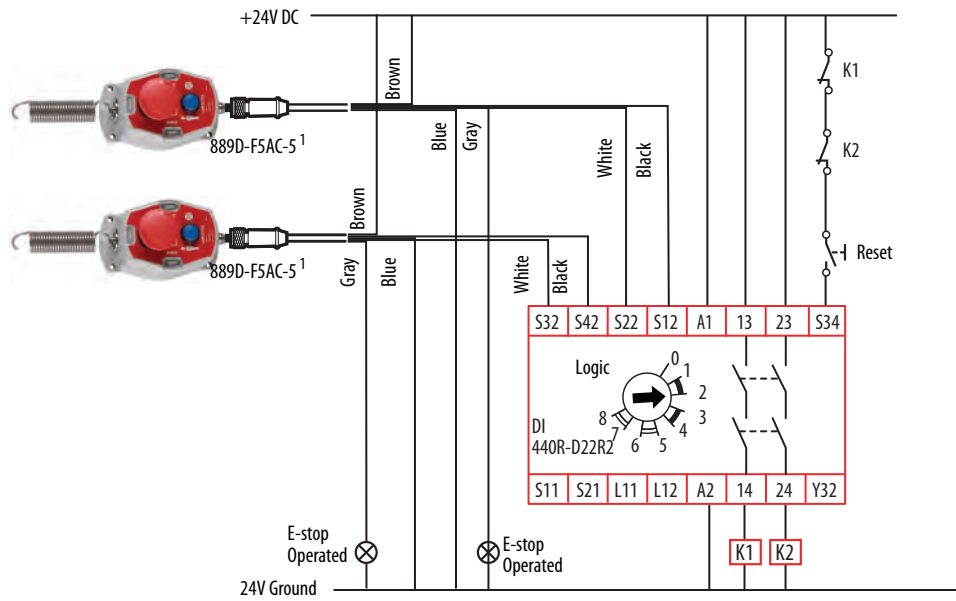 +24V DC
K1
Brown
889D-F5AC-5 1
Blue
Gray
White
Black
K2
Brown
889D-F5AC-5 1
Gray
Blue
White
Black
Reset
S32 S42 S22 S12 A1 13 23 S34
Logic
0
1
2
3
4
5
6
7
8
DI
440R-D22R2
S11 S21 L11 L12 A2 14 24 Y32
E-stop
Operated
E-stop
Operated
K1 K2
24V Ground